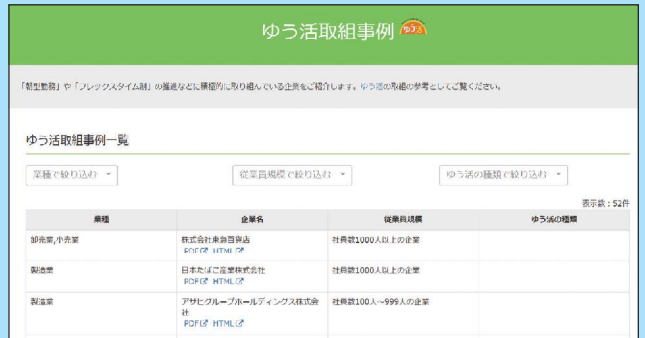 ゆう活取組事例 ゆう活
「朝型勤務」や「フレックスタイム制」の推進などに積極的に取り組んでいる企業をご紹介します。ゆう活の取組の参考としてご覧ください。
ゆう活取組事例一覧
業種で絞り込む 従業員規模で絞り込む ゆう活の種類で絞り込む
表示数：52件
業種 企業名 従業員規模 ゆう活の種類
卸売業,小売業 株式会社東急百貨店 社員数1000人以上の企業
PDF HTML
製造業 日本たばこ産業株式会社 社員数1000人以上の企業
PDF HTML
製造業 アサヒグループホールディングス株式会 社員数100人～999人の企業
社
PDF HTML